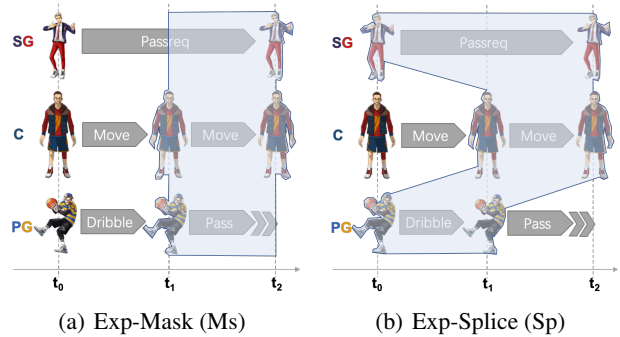 SG Passreq
C Move Move
PG Dribble Pass
t0 t1 t2
(a) Exp-Mask (Ms)
SG Passreq
C Move Move
PG Dribble Pass
t0 t1 t2
(b) Exp-Splice (Sp)